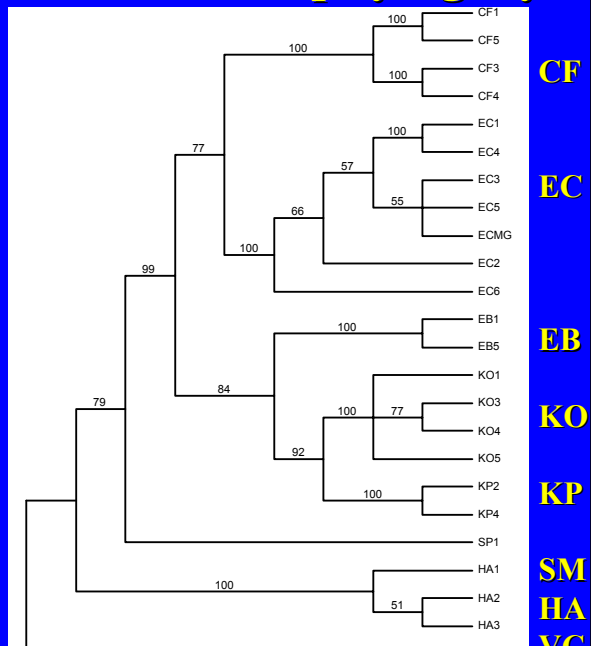 100
CF1
CF5
100
CF3
100
CF4
CF
EC1
100
EC4
77
57
EC3
EC
55
EC5
66
ECMG
100
EC2
99
EC6
EB1
100
EB5
EB
84
KO1
KO3
79
100
77
KO4
KO
92
KO5
KP2
100
KP4
KP
SP1
HA1
SM
100
HA2
51
HA
HA3